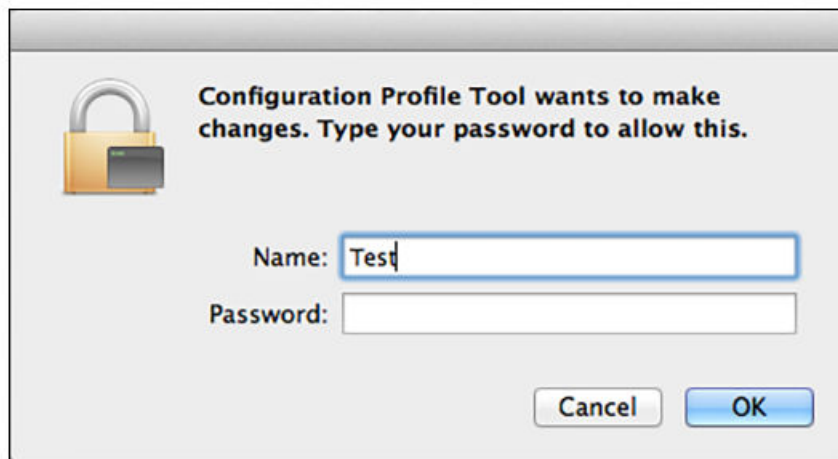 Configuration Profile Tool wants to make
changes. Type your password to allow this.
Name: Test
Password:
Cancel OK